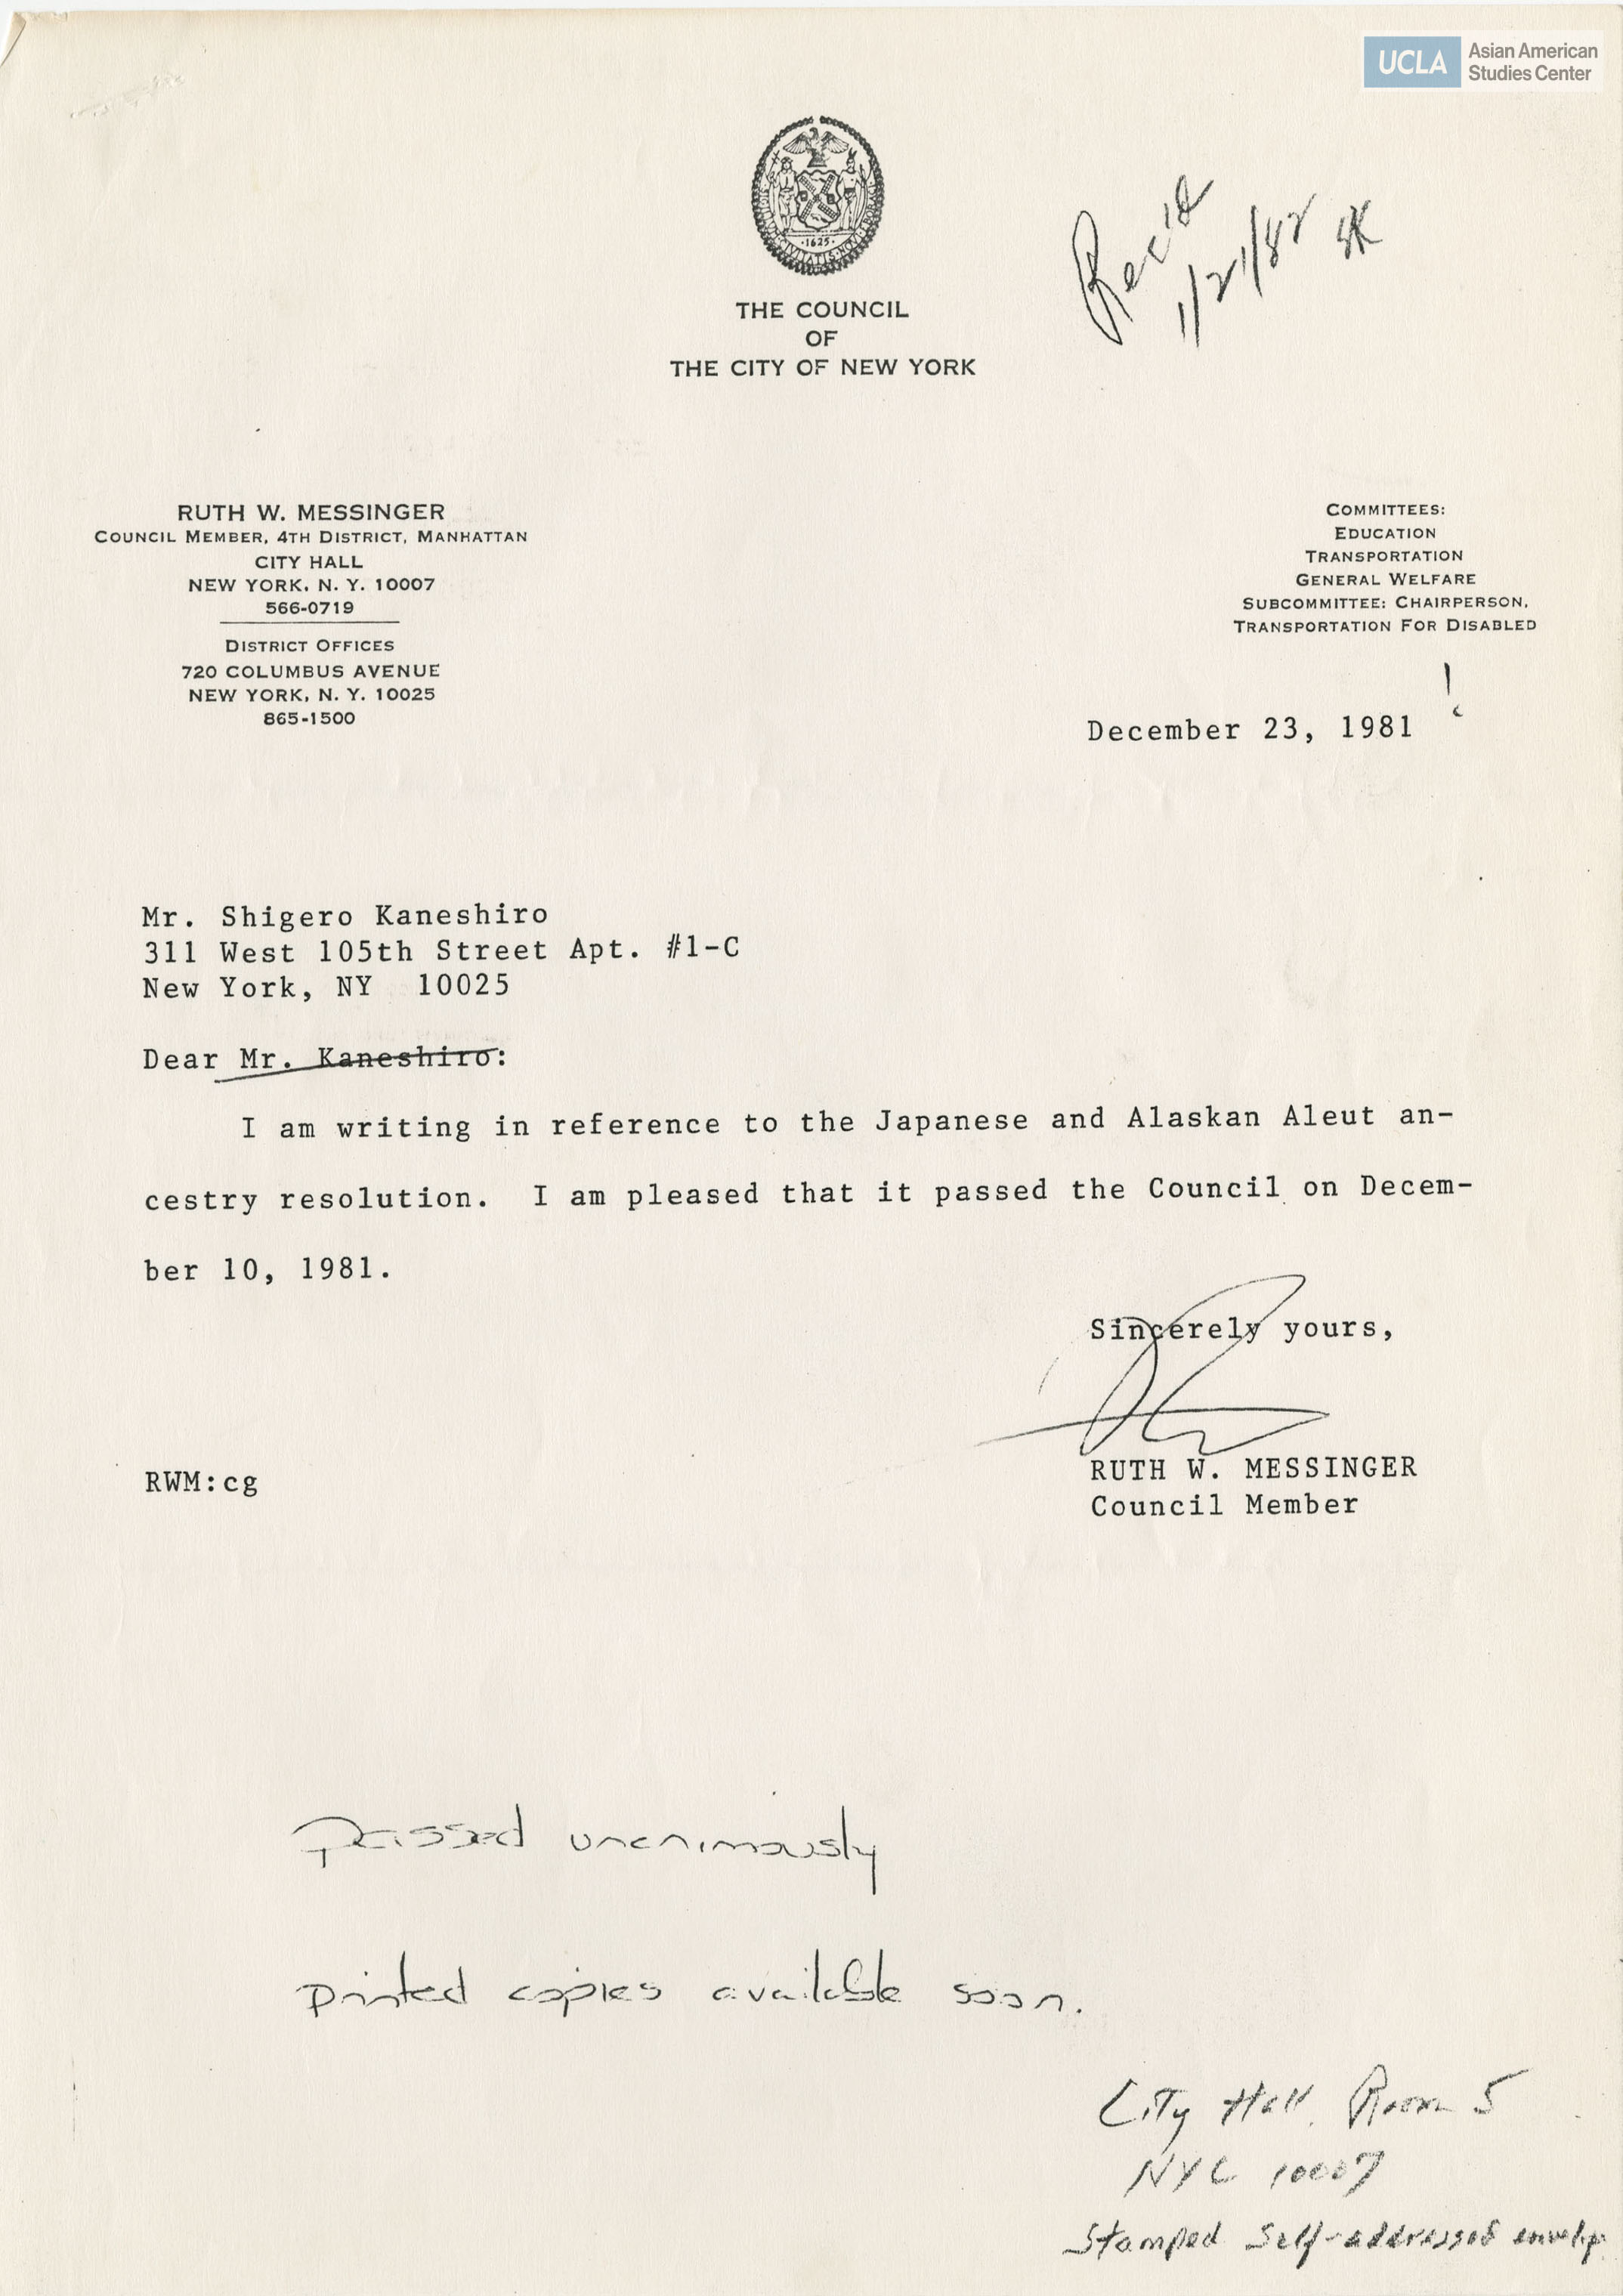 UCLA Asian American
Studies Center
·1625·
THE COUNCIL
OF
THE CITY OF NEW YORK
Rec'd
1/21/82 SK
RUTH W. MESSINGER
COUNCIL MEMBER, 4TH DISTRICT, MANHATTAN
CITY HALL
NEW YORK, N. Y. 10007
566-0719
DISTRICT OFFICES
720 COLUMBUS AVENUE
NEW YORK, N. Y. 10025
865-1500
COMMITTEES:
EDUCATION
TRANSPORTATION
GENERAL WELFARE
SUBCOMMITTEE: CHAIRPERSON,
TRANSPORTATION FOR DISABLED
December 23, 1981 !
Mr. Shigero Kaneshiro
311 West 105th Street Apt. #1-C
New York, NY 10025
Dear Mr. Kaneshiro:
I am writing in reference to the Japanese and Alaskan Aleut an-
cestry resolution. I am pleased that it passed the Council on Decem-
ber 10, 1981.
Sincerely yours,
RUTH W. MESSINGER
Council Member
RWM:cg
passed unanimously
printed copies available soon.
City Hall, Room 5
NYC 10007
Stamped Self-addressed envelop.